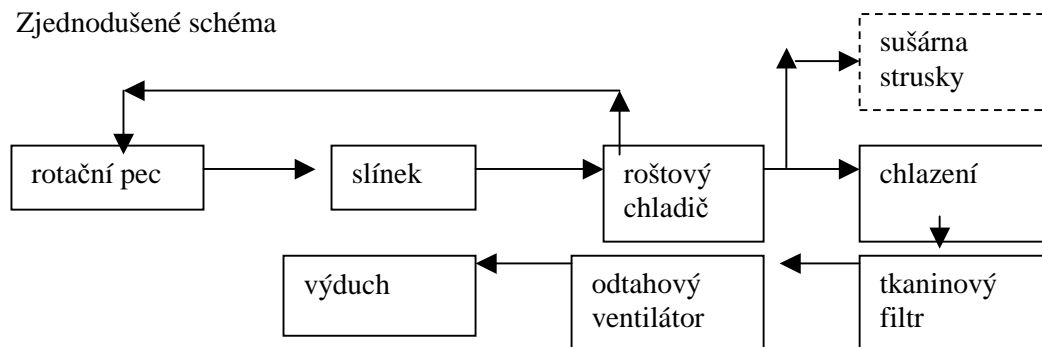 Zjednodušené schéma
sušárna
strusky
rotační pec
slínek
roštový
chladič
chlazení
výduch
odtahový
ventilátor
tkaninový
filtr